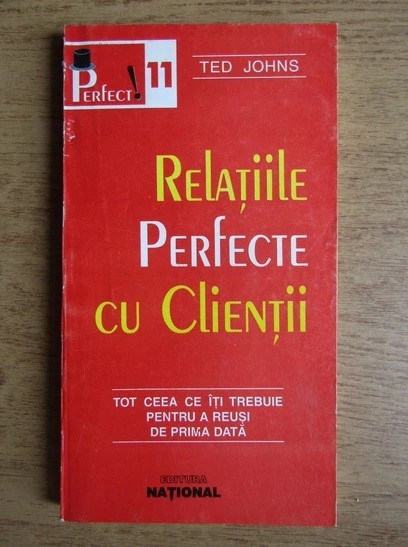 PERFECT! 11
TED JOHNS
RELAȚIILE
PERFECTE
CU CLIENȚII
TOT CEEA CE ÎȚI TREBUIE
PENTRU A REUȘI
DE PRIMA DATĂ
EDITURA
NAȚIONAL